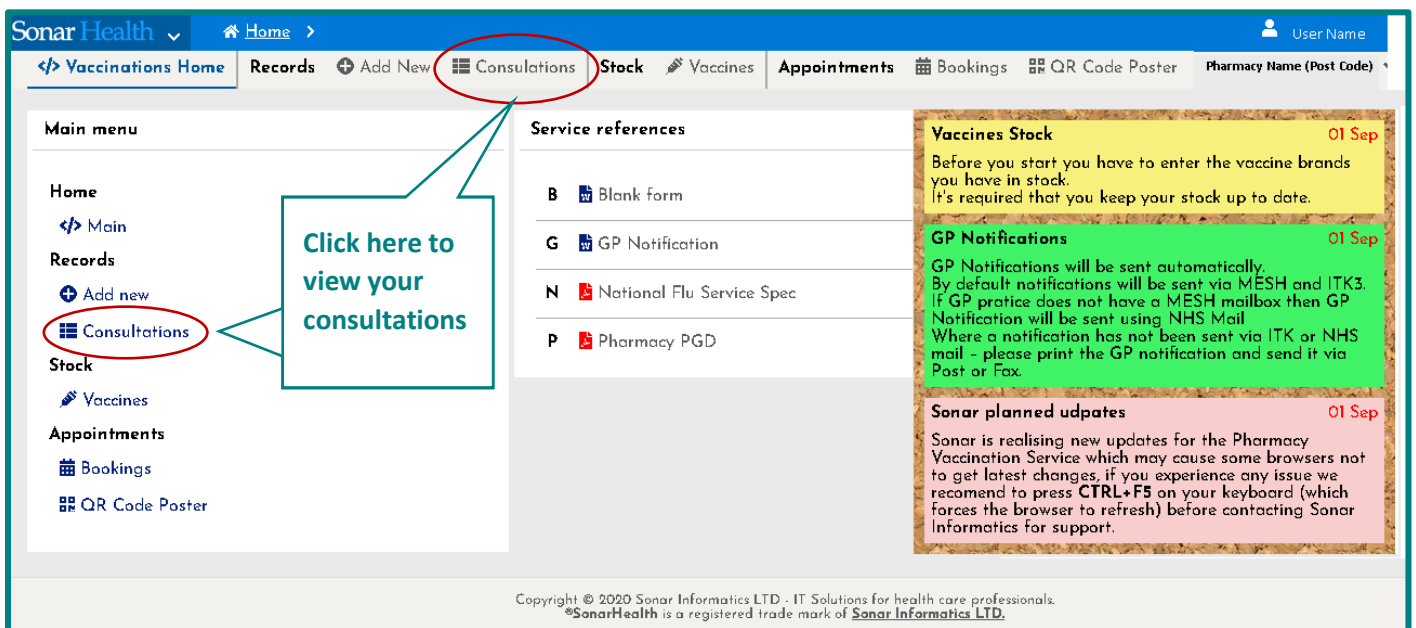 Sonar Health Home > User Name
</> Vaccinations Home Records Add New Consulations Stock Vaccines Appointments Bookings QR Code Poster Pharmacy Name (Post Code)
Main menu
Home
</> Main
Records
Add new
Consultations
Stock
Vaccines
Appointments
Bookings
QR Code Poster
Click here to
view your
consultations
Service references
B Blank form
G GP Notification
N National Flu Service Spec
P Pharmacy PGD
Vaccines Stock 01 Sep
Before you start you have to enter the vaccine brands
you have in stock.
It's required that you keep your stock up to date.
GP Notifications 01 Sep
GP Notifications will be sent automatically.
By default notifications will be sent via MESH and ITK3.
If GP pratice does not have a MESH mailbox then GP
Notification will be sent using NHS Mail
Where a notification has not been sent via ITK or NHS
mail - please print the GP notification and send it via
Post or Fax.
Sonar planned udpates 01 Sep
Sonar is realising new updates for the Pharmacy
Vaccination Service which may cause some browsers not
to get latest changes, if you experience any issue we
recomend to press CTRL+F5 on your keyboard (which
forces the browser to refresh) before contacting Sonar
Informatics for support.
Copyright © 2020 Sonar Informatics LTD - IT Solutions for health care professionals.
®SonarHealth is a registered trade mark of Sonar Informatics LTD.